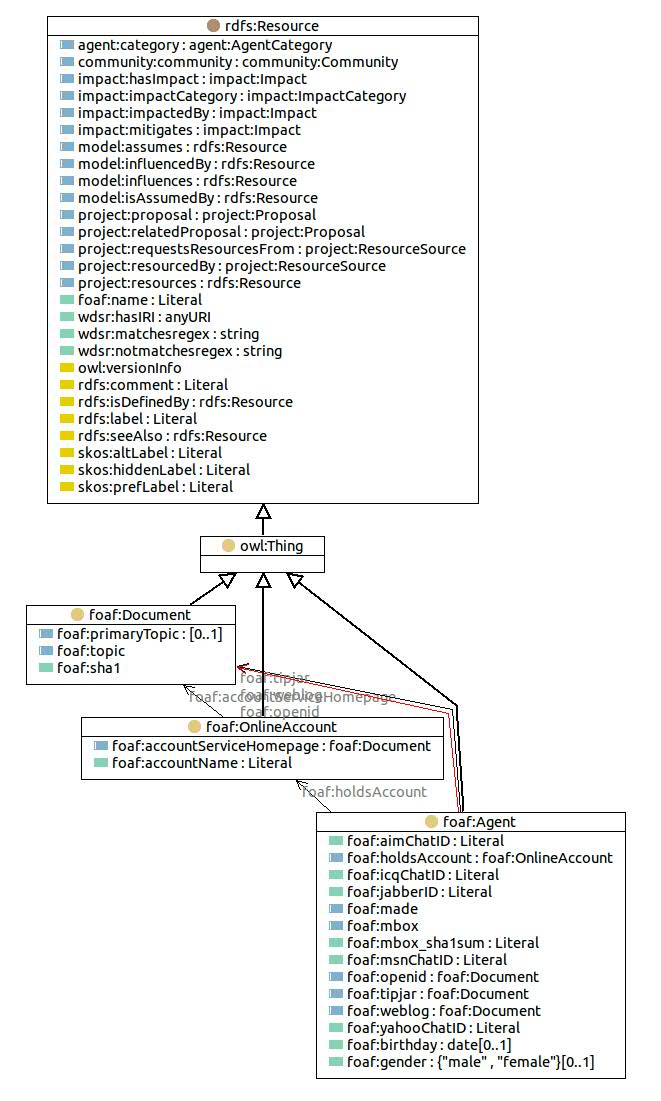 rdfs:Resource
agent:category : agent:AgentCategory
community:community : community:Community
impact:hasImpact : impact:Impact
impact:impactCategory : impact:ImpactCategory
impact:impactedBy : impact:Impact
impact:mitigates : impact:Impact
model:assumes : rdfs:Resource
model:influencedBy : rdfs:Resource
model:influences : rdfs:Resource
model:isAssumedBy : rdfs:Resource
project:proposal : project:Proposal
project:relatedProposal : project:Proposal
project:requestsResourcesFrom : project:ResourceSource
project:resourcedBy : project:ResourceSource
project:resources : rdfs:Resource
foaf:name : Literal
wdsr:hasIRI : anyURI
wdsr:matchesregex : string
wdsr:notmatchesregex : string
owl:versionInfo
rdfs:comment : Literal
rdfs:isDefinedBy : rdfs:Resource
rdfs:label : Literal
rdfs:seeAlso : rdfs:Resource
skos:altLabel : Literal
skos:hiddenLabel : Literal
skos:prefLabel : Literal
owl:Thing
foaf:Document
foaf:primaryTopic : [0..1]
foaf:topic
foaf:sha1
foaf:tipjar
foaf:weblog
foaf:accountServiceHomepage
foaf:openid
foaf:OnlineAccount
foaf:accountServiceHomepage : foaf:Document
foaf:accountName : Literal
foaf:holdsAccount
foaf:Agent
foaf:aimChatID : Literal
foaf:holdsAccount : foaf:OnlineAccount
foaf:icqChatID : Literal
foaf:jabberID : Literal
foaf:made
foaf:mbox
foaf:mbox_sha1sum : Literal
foaf:msnChatID : Literal
foaf:openid : foaf:Document
foaf:tipjar : foaf:Document
foaf:weblog : foaf:Document
foaf:yahooChatID : Literal
foaf:birthday : date[0..1]
foaf:gender : {"male" , "female"}[0..1]